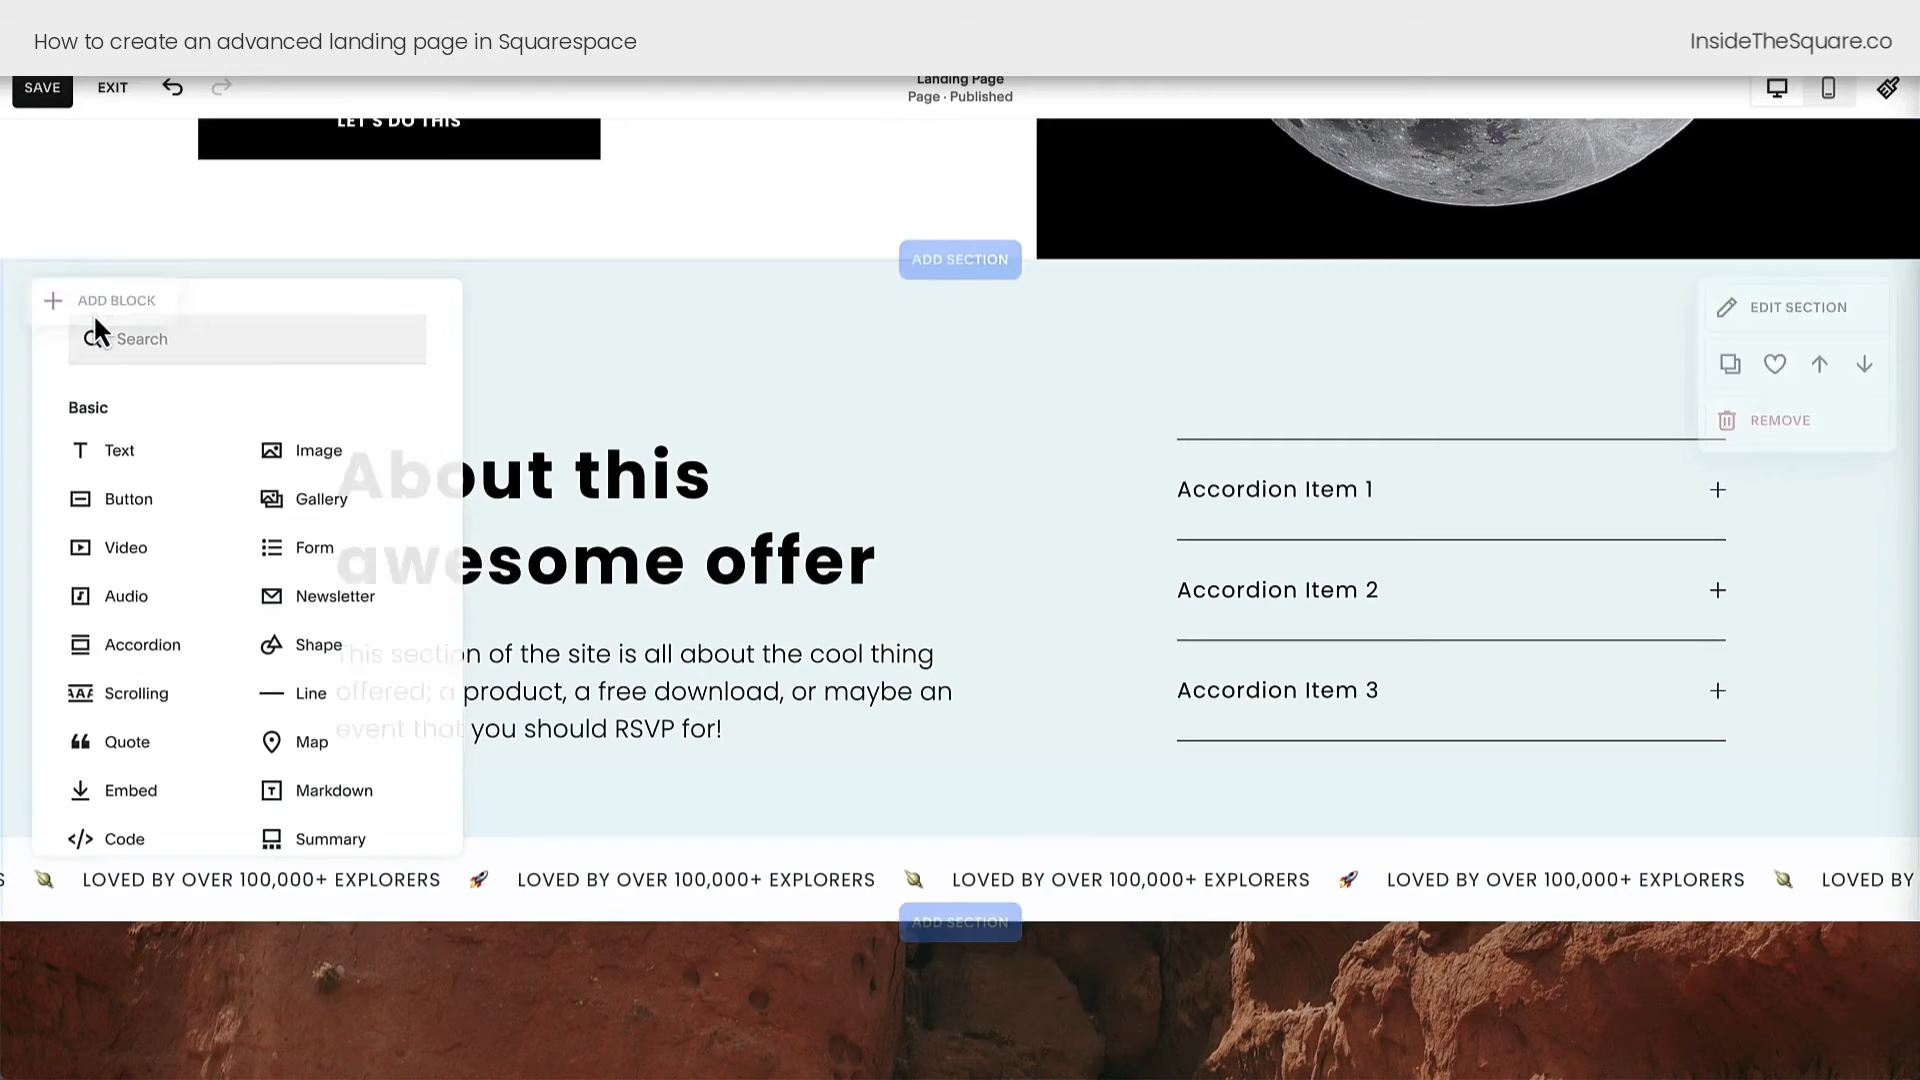 How to create an advanced landing page in Squarespace
InsideTheSquare.co
SAVE
EXIT
Landing Page
Page · Published
LET'S DO THIS
ADD SECTION
ADD BLOCK
Search
Basic
Text
Image
Button
Gallery
Video
Form
Audio
Newsletter
Accordion
Shape
Scrolling
Line
Quote
Map
Embed
Markdown
Code
Summary
About this
awesome offer
This section of the site is all about the cool thing
offered; a product, a free download, or maybe an
event that you should RSVP for!
EDIT SECTION
REMOVE
Accordion Item 1
Accordion Item 2
Accordion Item 3
S LOVED BY OVER 100,000+ EXPLORERS LOVED BY OVER 100,000+ EXPLORERS LOVED BY OVER 100,000+ EXPLORERS LOVED BY OVER 100,000+ EXPLORERS LOVED BY
ADD SECTION